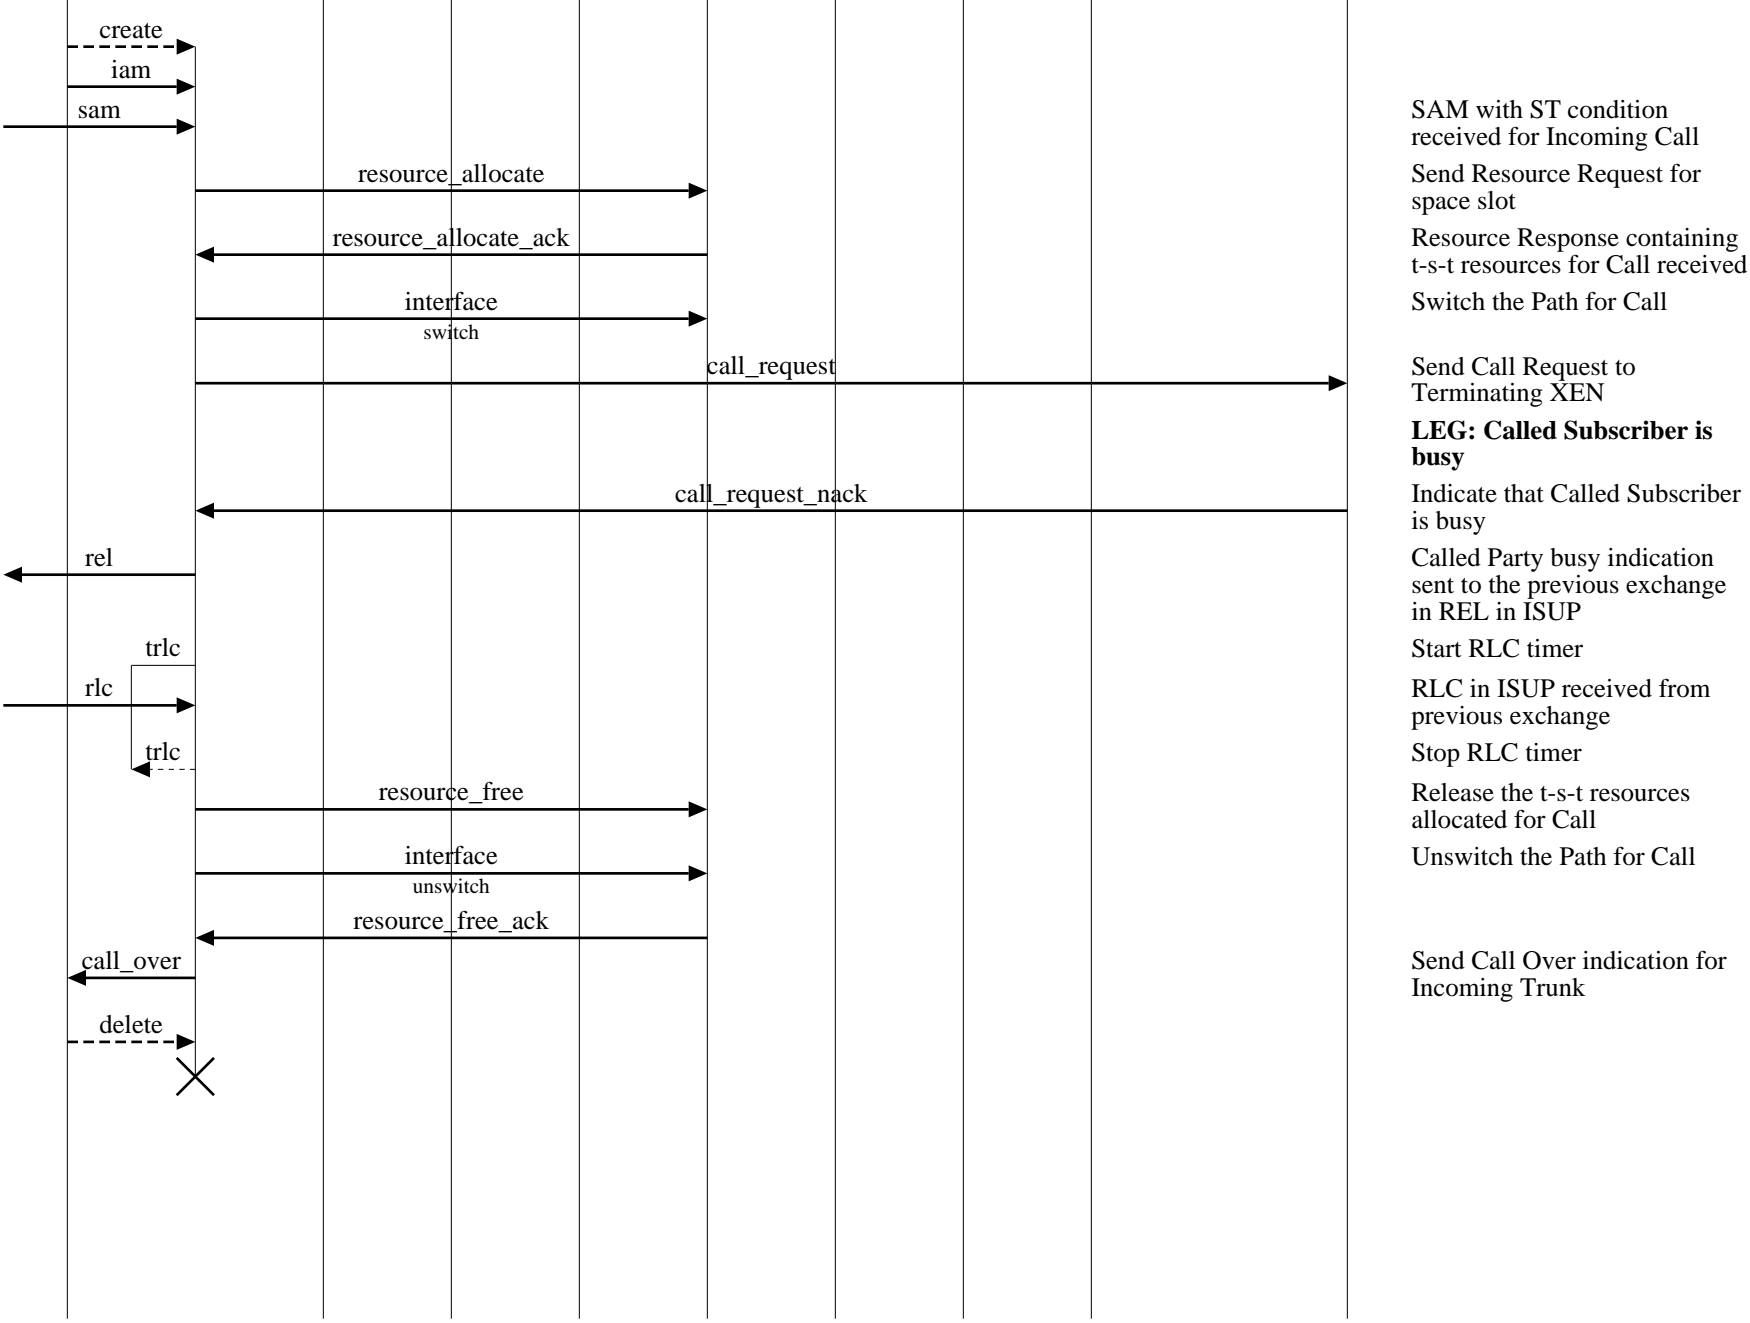 create
iam
sam
SAM with ST condition
received for Incoming Call
resource_allocate
Send Resource Request for
space slot
resource_allocate_ack
Resource Response containing
t-s-t resources for Call received
interface
switch
Switch the Path for Call
call_request
Send Call Request to
Terminating XEN
LEG: Called Subscriber is
busy
call_request_nack
Indicate that Called Subscriber
is busy
rel
Called Party busy indication
sent to the previous exchange
in REL in ISUP
trlc
Start RLC timer
rlc
RLC in ISUP received from
previous exchange
trlc
Stop RLC timer
resource_free
Release the t-s-t resources
allocated for Call
interface
unswitch
Unswitch the Path for Call
resource_free_ack
call_over
Send Call Over indication for
Incoming Trunk
delete